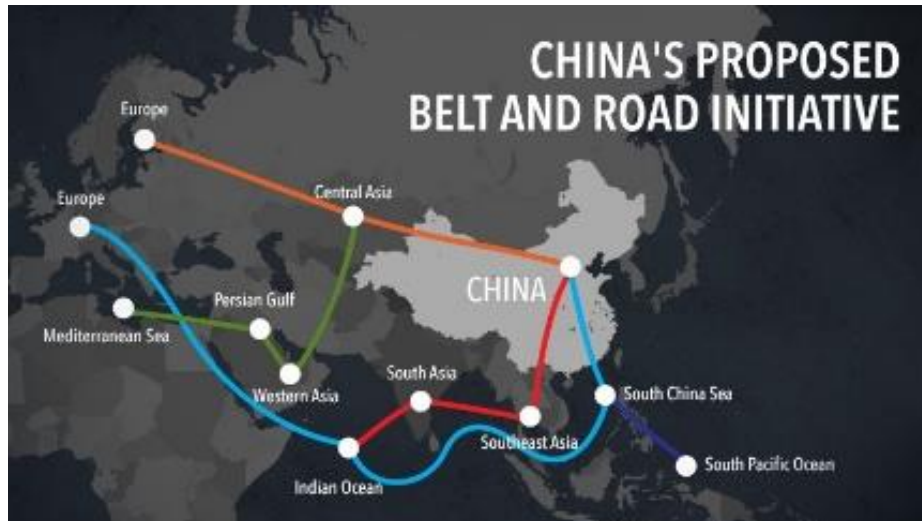 CHINA'S PROPOSED
BELT AND ROAD INITIATIVE
Europe
Europe
Central Asia
CHINA
Persian Gulf
Mediterranean Sea
Western Asia
South Asia
South China Sea
Southeast Asia
South Pacific Ocean
Indian Ocean